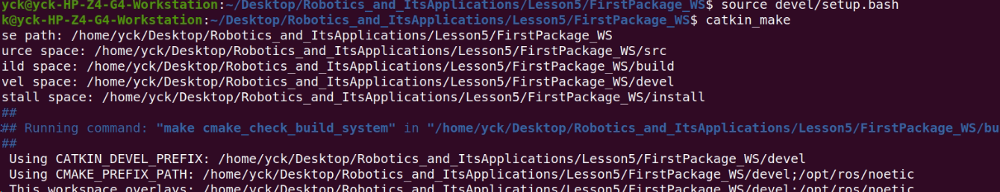 yck@yck-HP-Z4-G4-Workstation:~/Desktop/Robotics_and_ItsApplications/Lesson5/FirstPackage_WS$ source devel/setup.bash
k@yck-HP-Z4-G4-Workstation:~/Desktop/Robotics_and_ItsApplications/Lesson5/FirstPackage_WS$ catkin_make
se path: /home/yck/Desktop/Robotics_and_ItsApplications/Lesson5/FirstPackage_WS
urce space: /home/yck/Desktop/Robotics_and_ItsApplications/Lesson5/FirstPackage_WS/src
ild space: /home/yck/Desktop/Robotics_and_ItsApplications/Lesson5/FirstPackage_WS/build
vel space: /home/yck/Desktop/Robotics_and_ItsApplications/Lesson5/FirstPackage_WS/devel
stall space: /home/yck/Desktop/Robotics_and_ItsApplications/Lesson5/FirstPackage_WS/install
##
## Running command: "make cmake_check_build_system" in "/home/yck/Desktop/Robotics_and_ItsApplications/Lesson5/FirstPackage_WS/bu
##
Using CATKIN_DEVEL_PREFIX: /home/yck/Desktop/Robotics_and_ItsApplications/Lesson5/FirstPackage_WS/devel
Using CMAKE_PREFIX_PATH: /home/yck/Desktop/Robotics_and_ItsApplications/Lesson5/FirstPackage_WS/devel;/opt/ros/noetic
This workspace overlays: /home/yck/Desktop/Robotics_and_ItsApplications/Lesson5/FirstPackage_WS/devel;/opt/ros/noetic